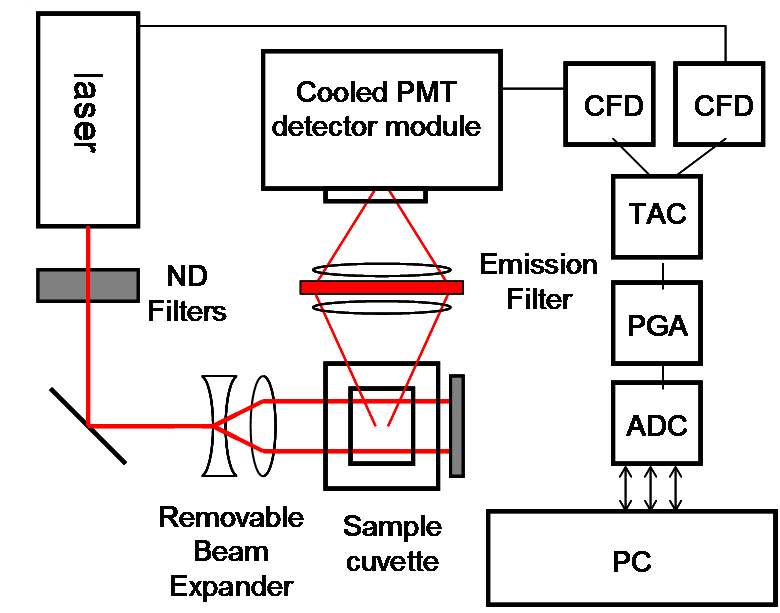 laser
Cooled PMT
detector module
CFD
CFD
TAC
ND
Filters
Emission
Filter
PGA
ADC
Removable
Beam
Expander
Sample
cuvette
PC